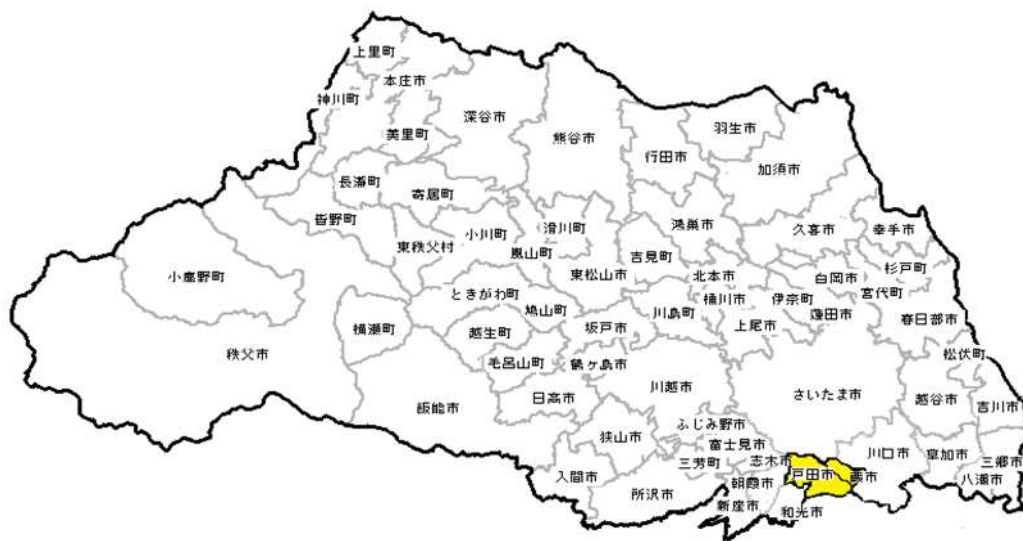 上里町
本庄市
神川町
美里町
深谷市
熊谷市
行田市
羽生市
加須市
長瀞町
寄居町
皆野町
東秩父村
小川町
嵐山町
滑川町
東松山市
吉見町
鴻巣市
久喜市
幸手市
小鹿野町
ときがわ町
鳩山町
北本市
桶川市
伊奈町
白岡市
杉戸町
宮代町
蓮田市
春日部市
横瀬町
秩父市
越生町
毛呂山町
坂戸市
川島町
上尾市
松伏町
鶴ヶ島市
飯能市
日高市
川越市
さいたま市
越谷市
吉川市
狭山市
ふじみ野市
富士見市
三芳町
志木市
入間市
所沢市
朝霞市
新座市
和光市
戸田市
蕨市
川口市
草加市
三郷市
八潮市